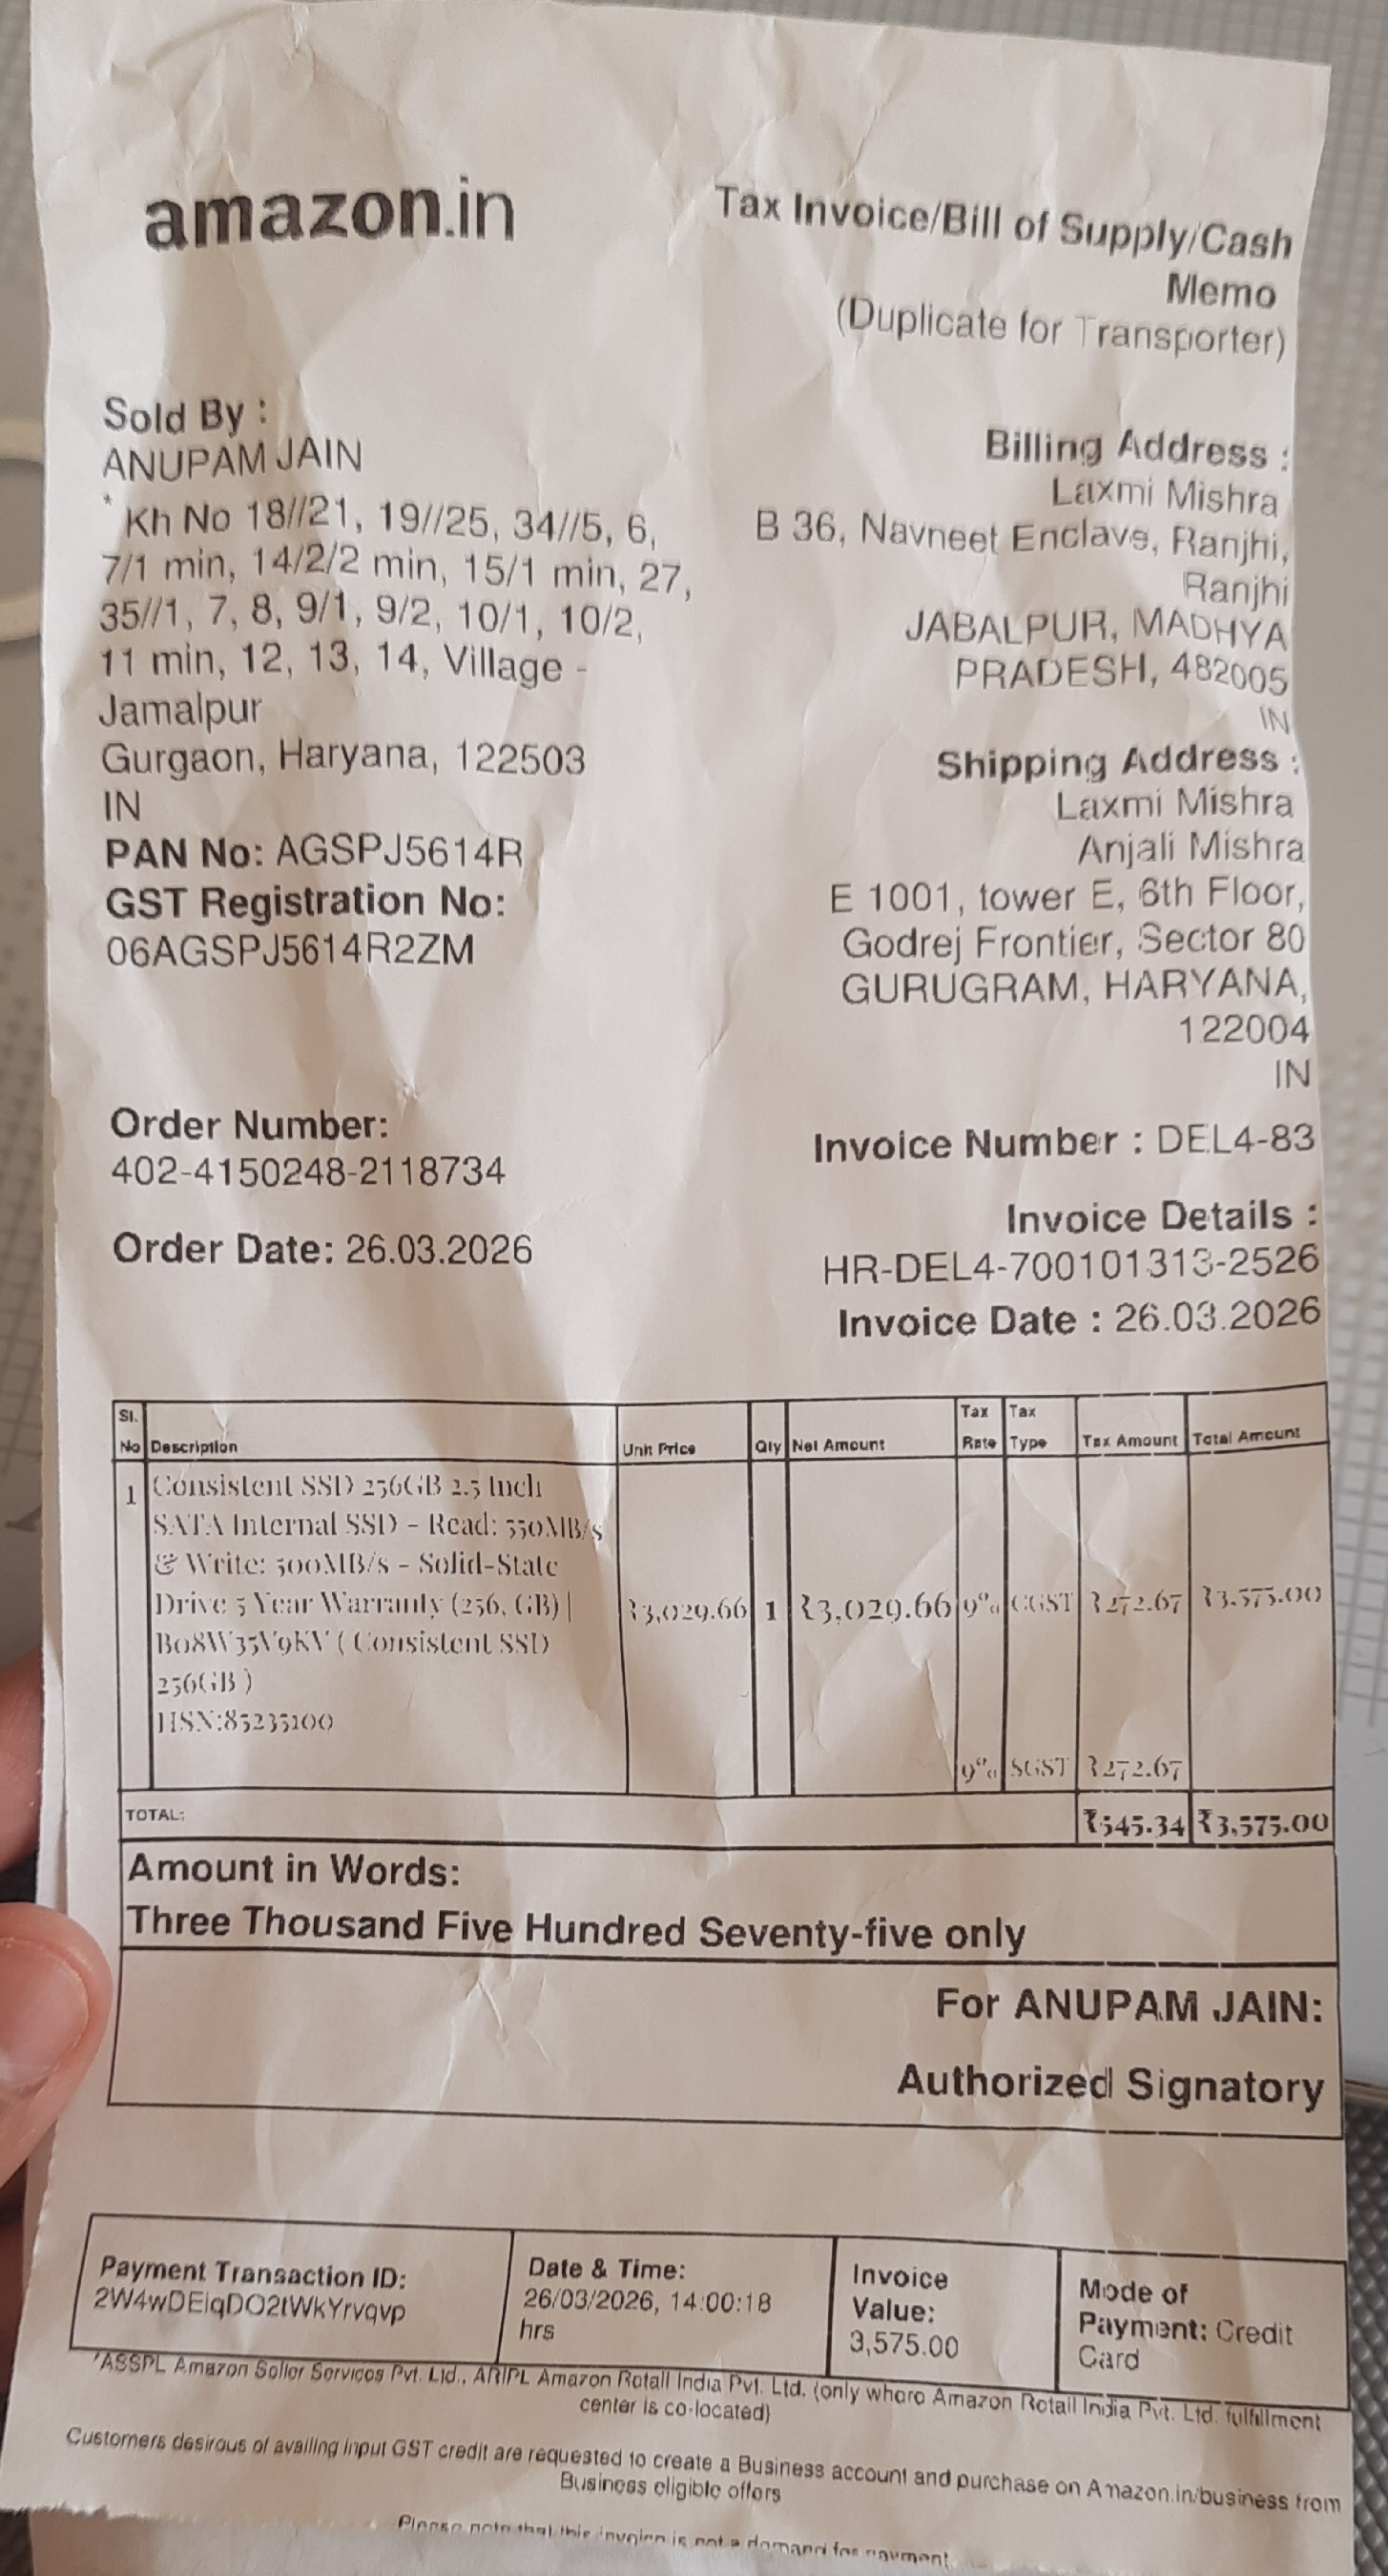 amazon.in
Tax Invoice/Bill of Supply/Cash
Memo
(Duplicate for Transporter)
Sold By :
ANUPAM JAIN
* Kh No 18//21, 19//25, 34//5, 6,
7/1 min, 14/2/2 min, 15/1 min, 27,
35//1, 7, 8, 9/1, 9/2, 10/1, 10/2,
11 min, 12, 13, 14, Village -
Jamalpur
Gurgaon, Haryana, 122503
IN
PAN No: AGSPJ5614R
GST Registration No:
06AGSPJ5614R2ZM
Billing Address :
Laxmi Mishra
B 36, Navneet Enclave, Ranjhi,
Ranjhi
JABALPUR, MADHYA
PRADESH, 482005
IN
Shipping Address :
Laxmi Mishra
Anjali Mishra
E 1001, tower E, 6th Floor,
Godrej Frontier, Sector 80
GURUGRAM, HARYANA,
122004
IN
Order Number:
402-4150248-2118734
Order Date: 26.03.2026
Invoice Number : DEL4-83
Invoice Details :
HR-DEL4-700101313-2526
Invoice Date : 26.03.2026
Sl. No Description Unit Price Qty Net Amount Tax Rate Tax Type Tax Amount Total Amount
1 Consistent SSD 256GB 2.5 Inch
SATA Internal SSD - Read: 550MB/s
& Write: 500MB/s - Solid-State
Drive 5 Year Warranty (256, GB) | ₹3,029.66 1 ₹3,029.66 9% CGST ₹272.67 ₹3,575.00
B08W35V9KV ( Consistent SSD
256GB )
HSN:85235100
9% SGST ₹272.67
TOTAL: ₹545.34 ₹3,575.00
Amount in Words:
Three Thousand Five Hundred Seventy-five only
For ANUPAM JAIN:
Authorized Signatory
Payment Transaction ID:
2W4wDEIqDO2tWkYrvqvp
Date & Time:
26/03/2026, 14:00:18
hrs
Invoice
Value:
3,575.00
Mode of
Payment: Credit
Card
*ASSPL Amazon Seller Services Pvt. Ltd., ARIPL Amazon Retail India Pvt. Ltd. (only where Amazon Retail India Pvt. Ltd. fulfillment
center is co-located)
Customers desirous of availing input GST credit are requested to create a Business account and purchase on Amazon.in/business from
Business eligible offers
Please note that this invoice is not a demand for payment